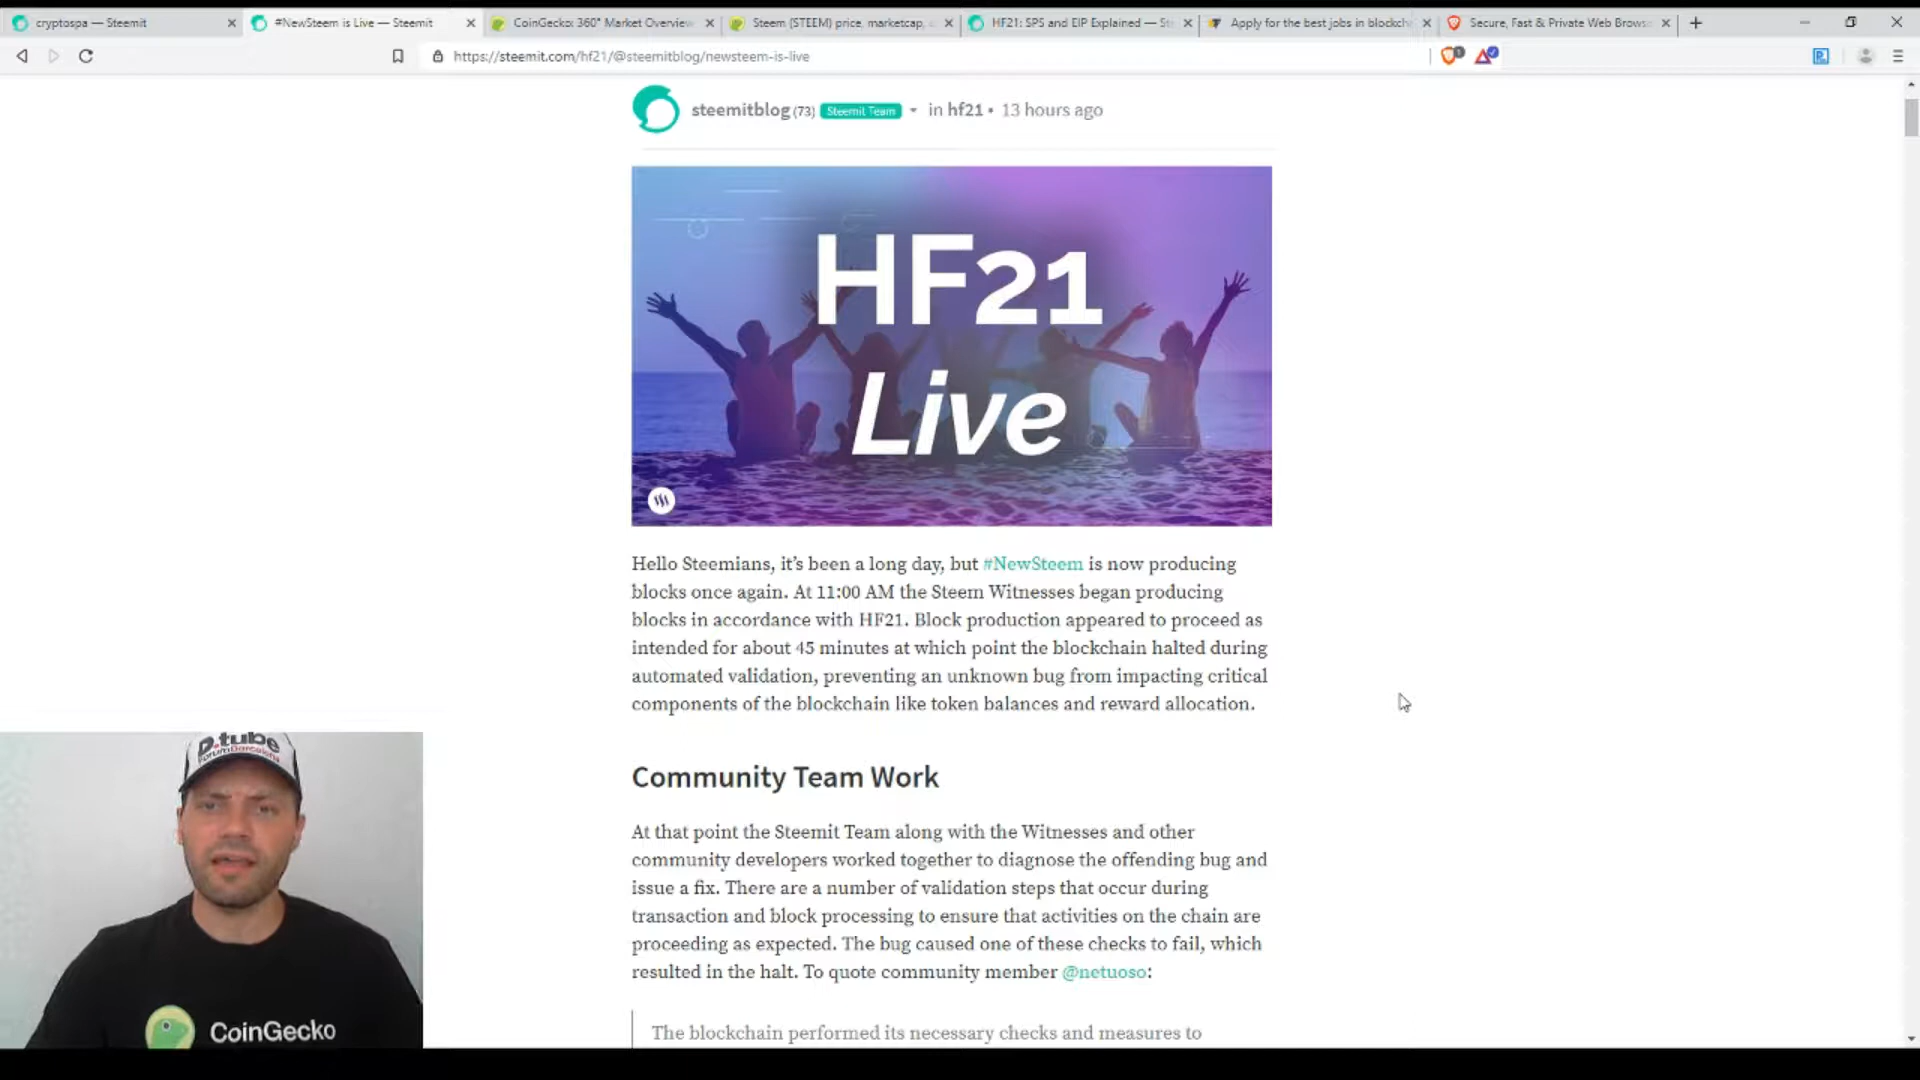 cryptospa — Steemit
#NewSteem is Live — Steemit
CoinGecko: 360° Market Overview
Steem (STEEM) price, marketcap,
HF21: SPS and EIP Explained — St
Apply for the best jobs in blockch
Secure, Fast & Private Web Brows
https://steemit.com/hf21/@steemitblog/newsteem-is-live
steemitblog (73) Steemit Team in hf21 • 13 hours ago
HF21
Live
Hello Steemians, it's been a long day, but #NewSteem is now producing
blocks once again. At 11:00 AM the Steem Witnesses began producing
blocks in accordance with HF21. Block production appeared to proceed as
intended for about 45 minutes at which point the blockchain halted during
automated validation, preventing an unknown bug from impacting critical
components of the blockchain like token balances and reward allocation.
Community Team Work
At that point the Steemit Team along with the Witnesses and other
community developers worked together to diagnose the offending bug and
issue a fix. There are a number of validation steps that occur during
transaction and block processing to ensure that activities on the chain are
proceeding as expected. The bug caused one of these checks to fail, which
resulted in the halt. To quote community member @netuoso:
The blockchain performed its necessary checks and measures to
D.tube
Forum Barcelona
CoinGecko